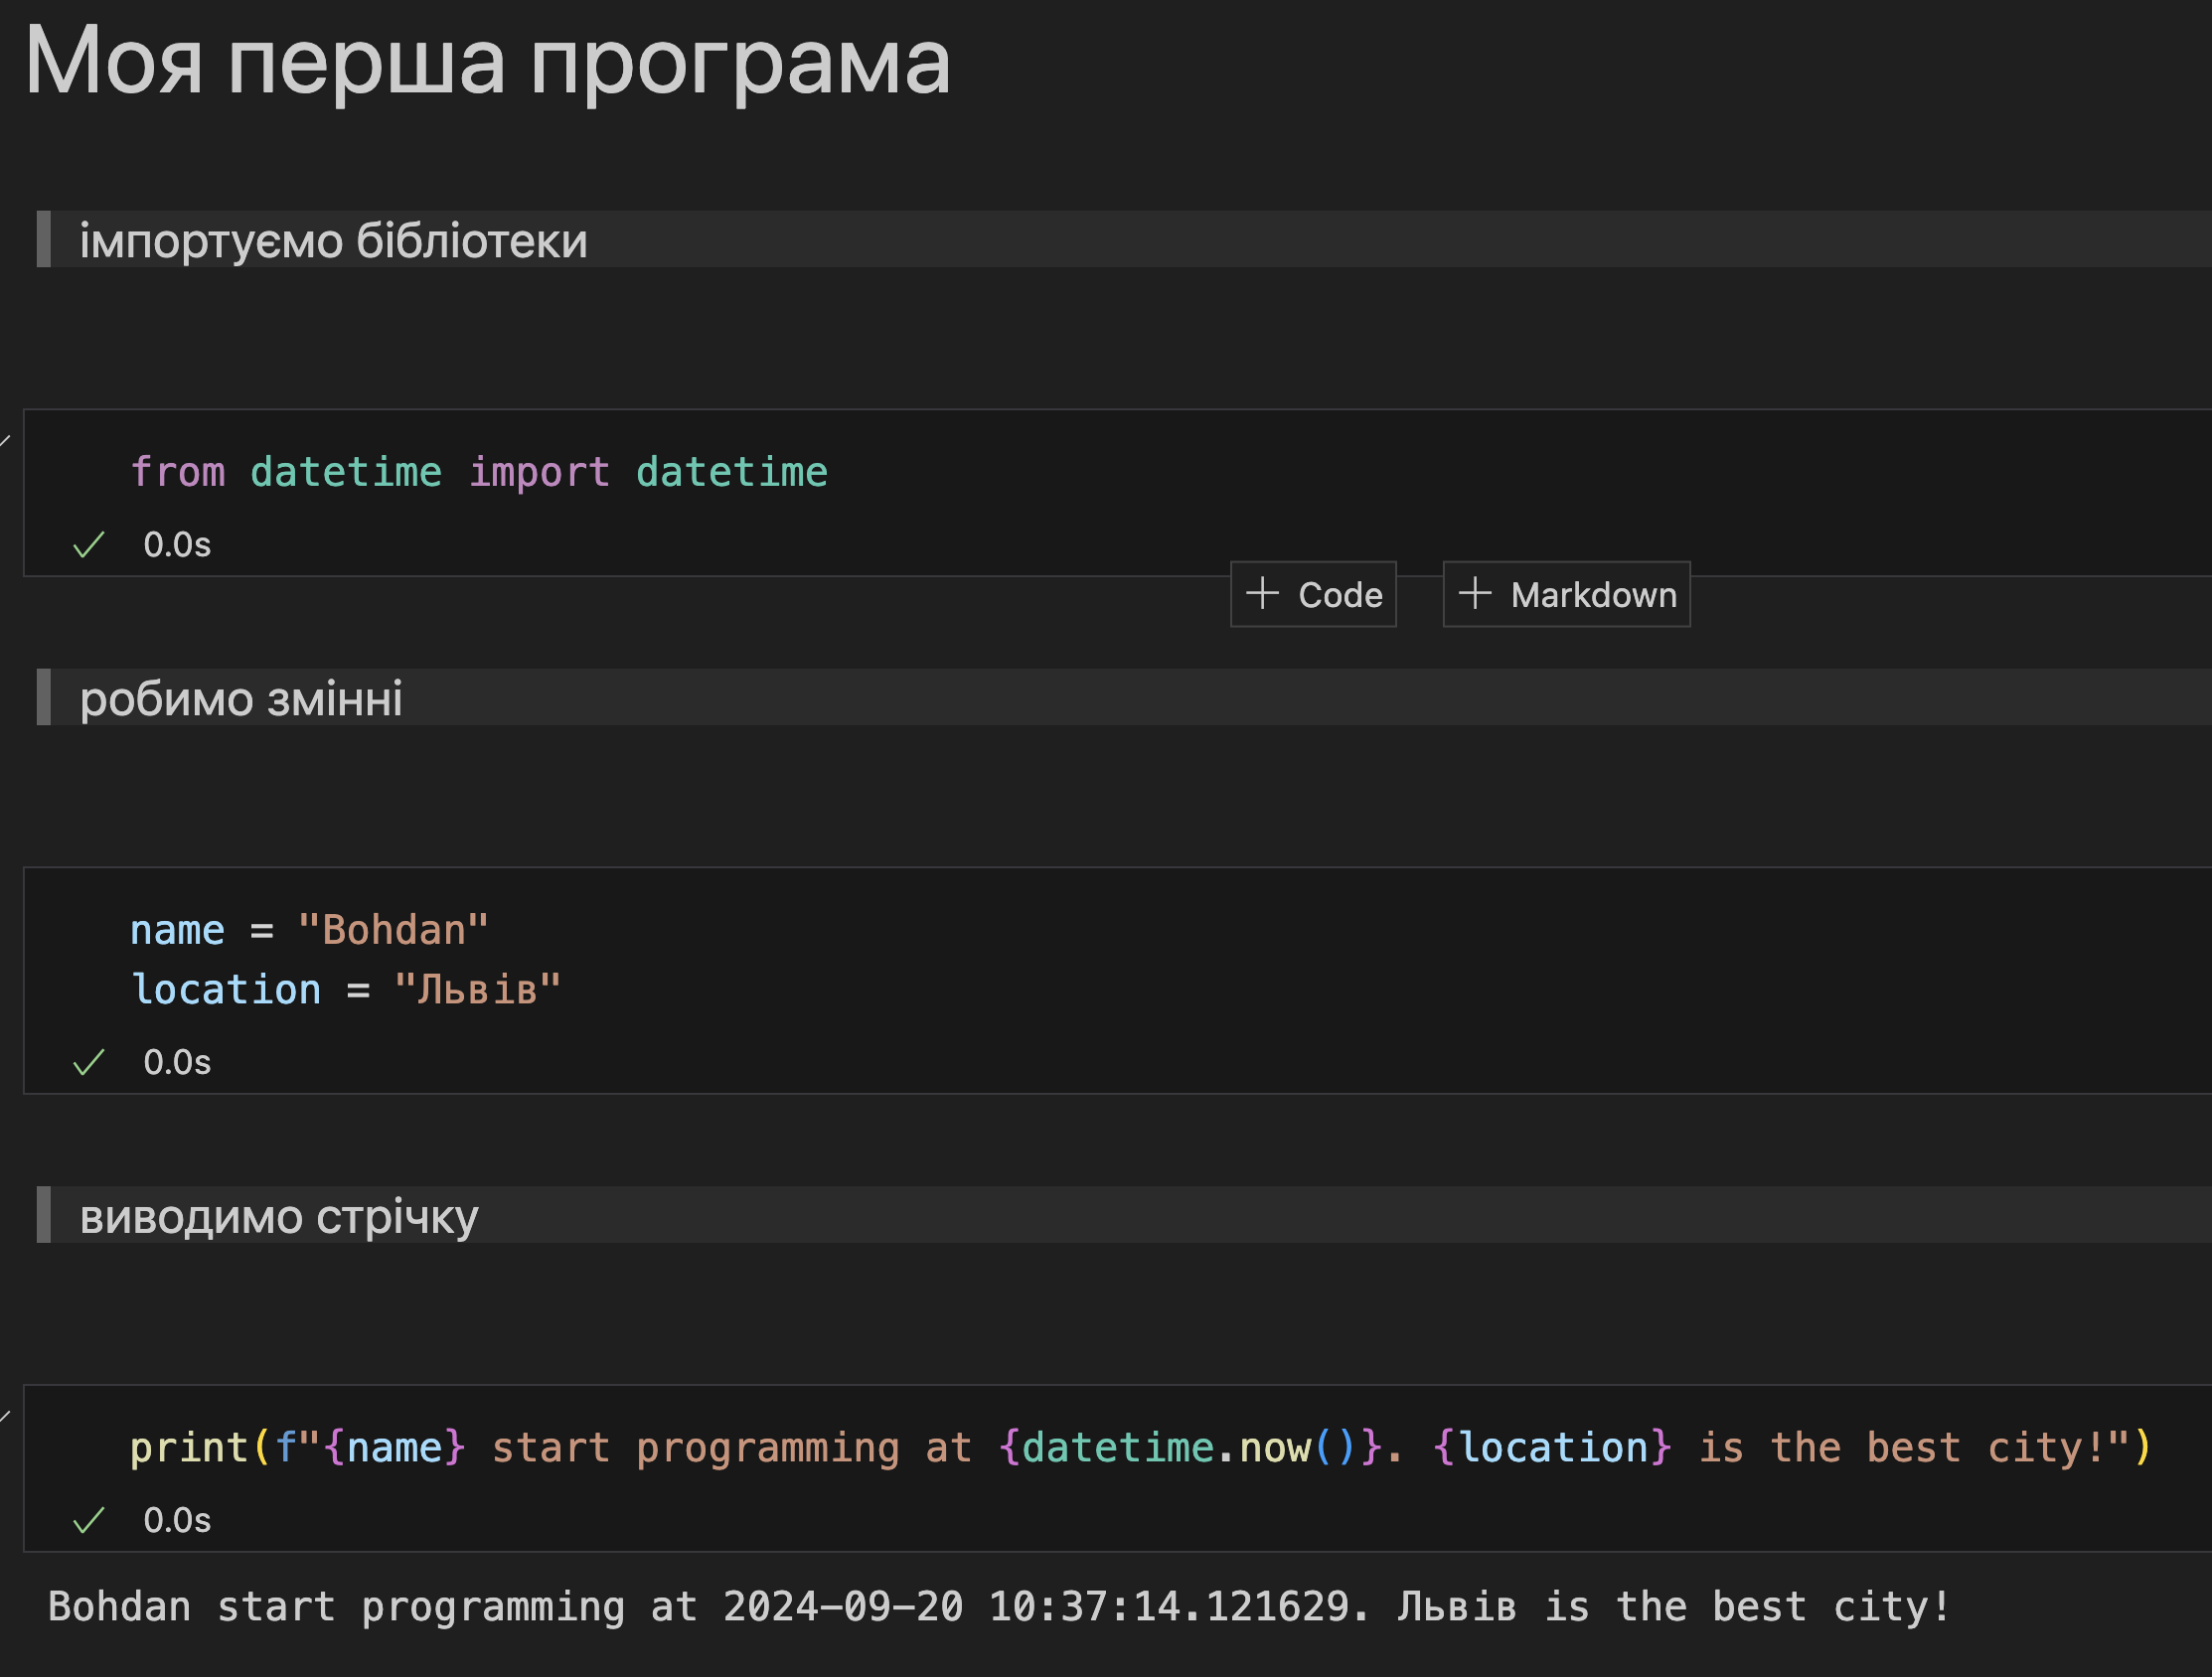 Моя перша програма
імпортуємо бібліотеки
from datetime import datetime
0.0s
+ Code + Markdown
робимо змінні
name = "Bohdan"
location = "Львів"
0.0s
виводимо стрічку
print(f"{name} start programming at {datetime.now()}. {location} is the best city!")
0.0s
Bohdan start programming at 2024-09-20 10:37:14.121629. Львів is the best city!